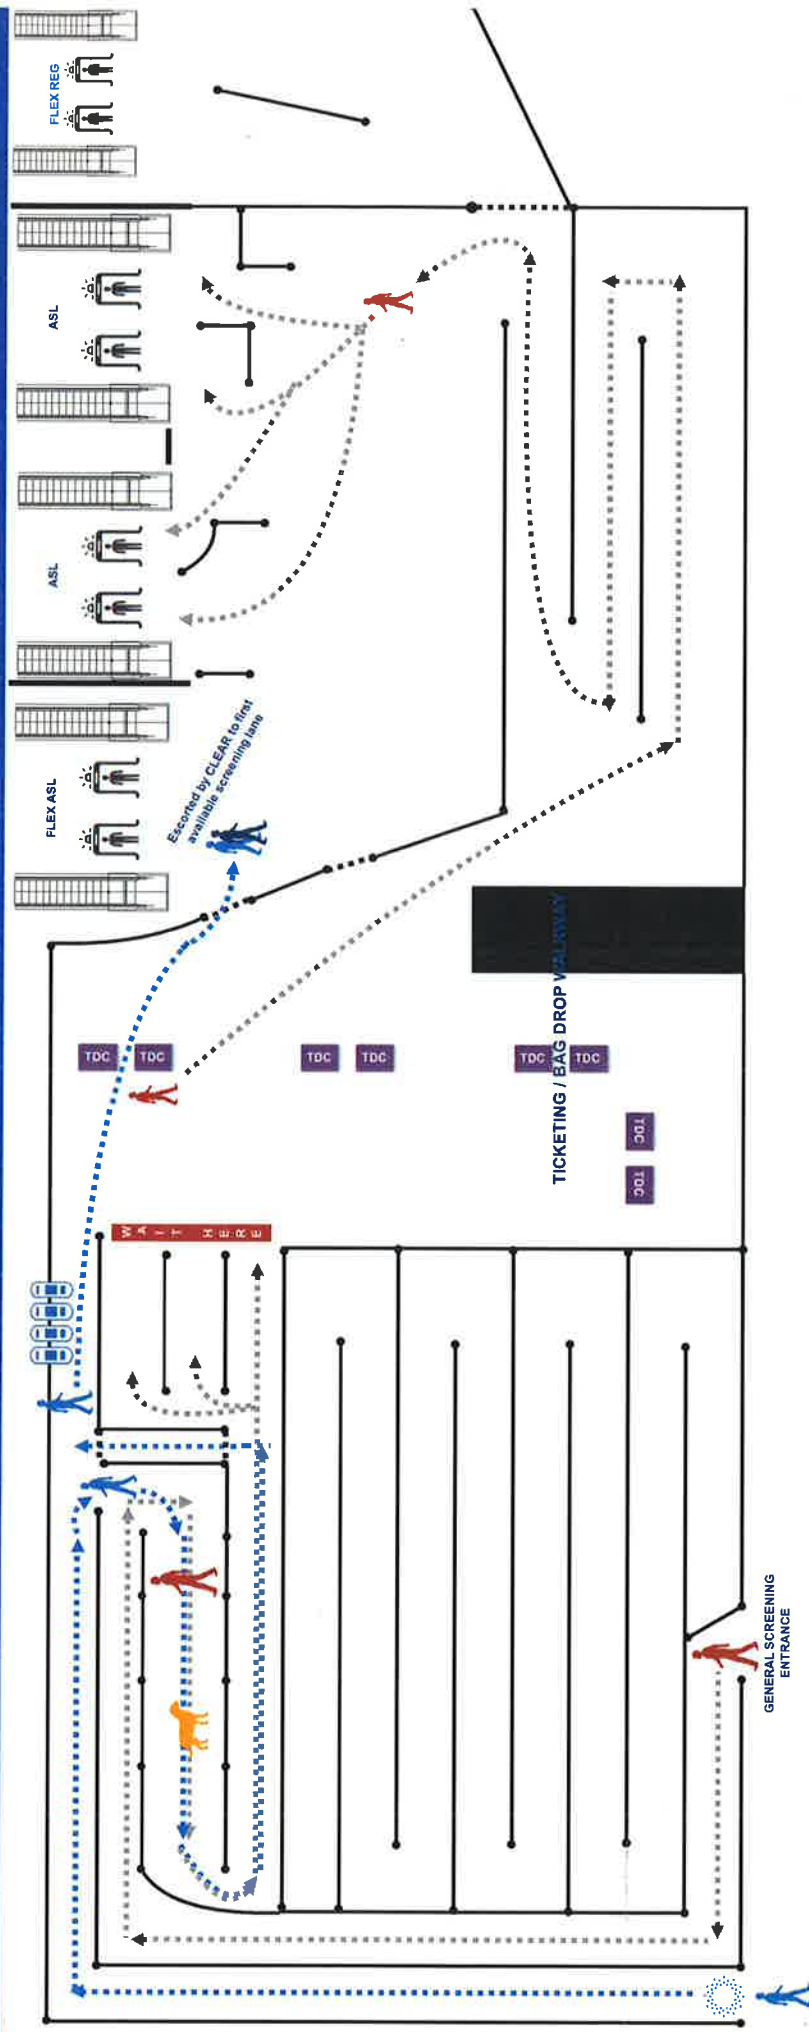 FLEX REG
ASL
ASL
FLEX ASL
Escorted by CLEAR to first
available screening lane
TICKETING / BAG DROP WALKWAY
TDC
TDC
TDC
TDC
TDC
TDC
TDC
TDC
WAIT HERE
GENERAL SCREENING
ENTRANCE